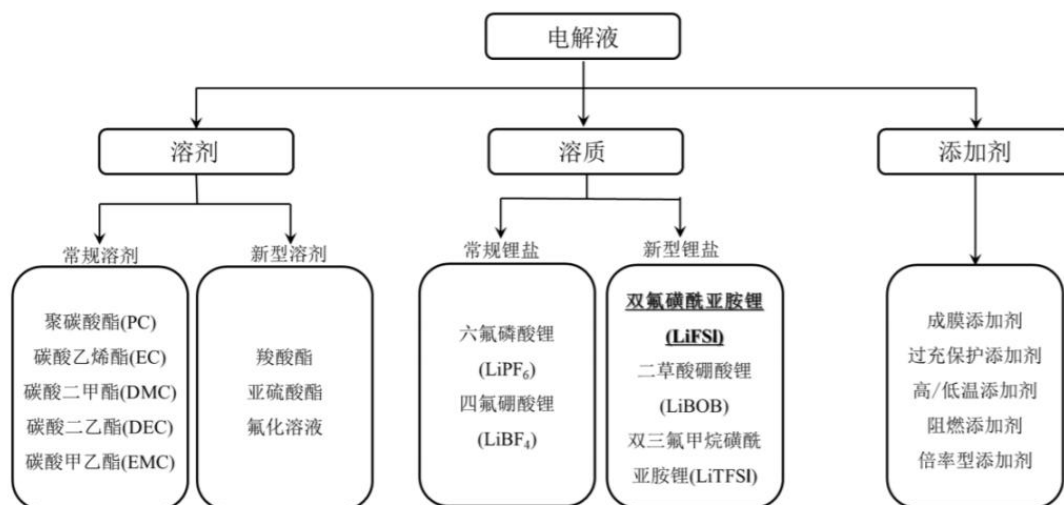 电解液
溶剂
溶质
添加剂
常规溶剂
聚碳酸酯(PC)
碳酸乙烯酯(EC)
碳酸二甲酯(DMC)
碳酸二乙酯(DEC)
碳酸甲乙酯(EMC)
新型溶剂
羧酸酯
亚硫酸酯
氟化溶液
常规锂盐
六氟磷酸锂
(LiPF₆)
四氟硼酸锂
(LiBF₄)
新型锂盐
双氟磺酰亚胺锂
(LiFSI)
二草酸硼酸锂
(LiBOB)
双三氟甲烷磺酰
亚胺锂(LiTFSI)
成膜添加剂
过充保护添加剂
高/低温添加剂
阻燃添加剂
倍率型添加剂